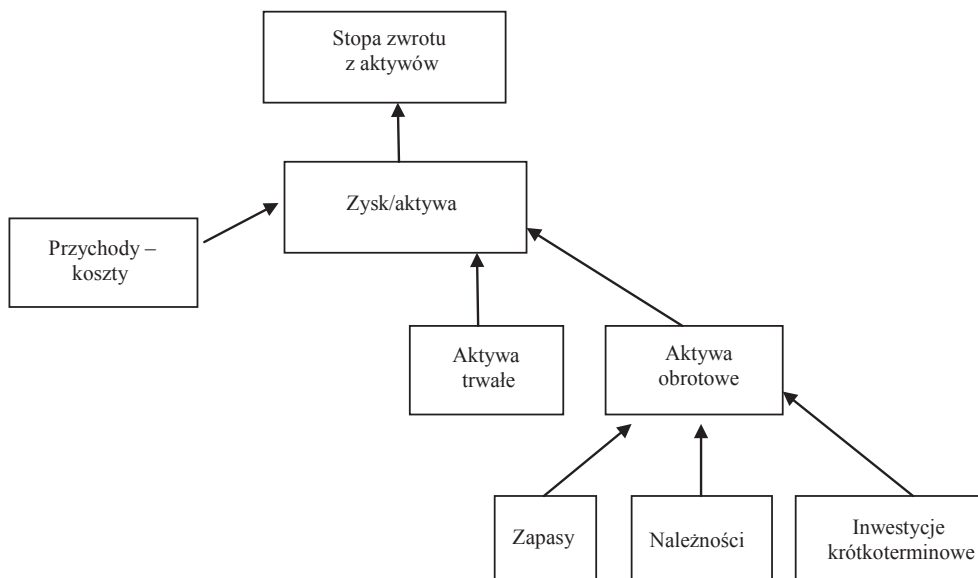 Stopa zwrotu
z aktywów
Zysk/aktywa
Przychody –
koszty
Aktywa
trwałe
Aktywa
obrotowe
Zapasy
Należności
Inwestycje
krótkoterminowe